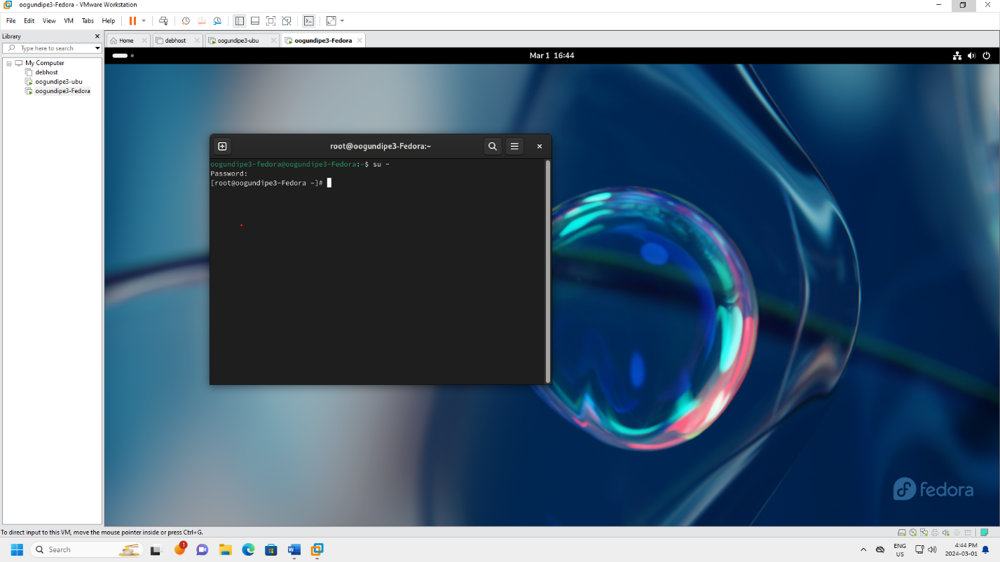 oogundipe3-Fedora - VMware Workstation
File Edit View VM Tabs Help
Library
Type here to search
My Computer
debhost
oogundipe3-ubu
oogundipe3-Fedora
Home debhost oogundipe3-ubu oogundipe3-Fedora
Mar 1 16:44
root@oogundipe3-Fedora:~
oogundipe3-fedora@oogundipe3-Fedora:~$ su -
Password:
[root@oogundipe3-Fedora ~]#
fedora
To direct input to this VM, move the mouse pointer inside or press Ctrl+G.
Search
1
W
ENG
US
4:44 PM
2024-03-01